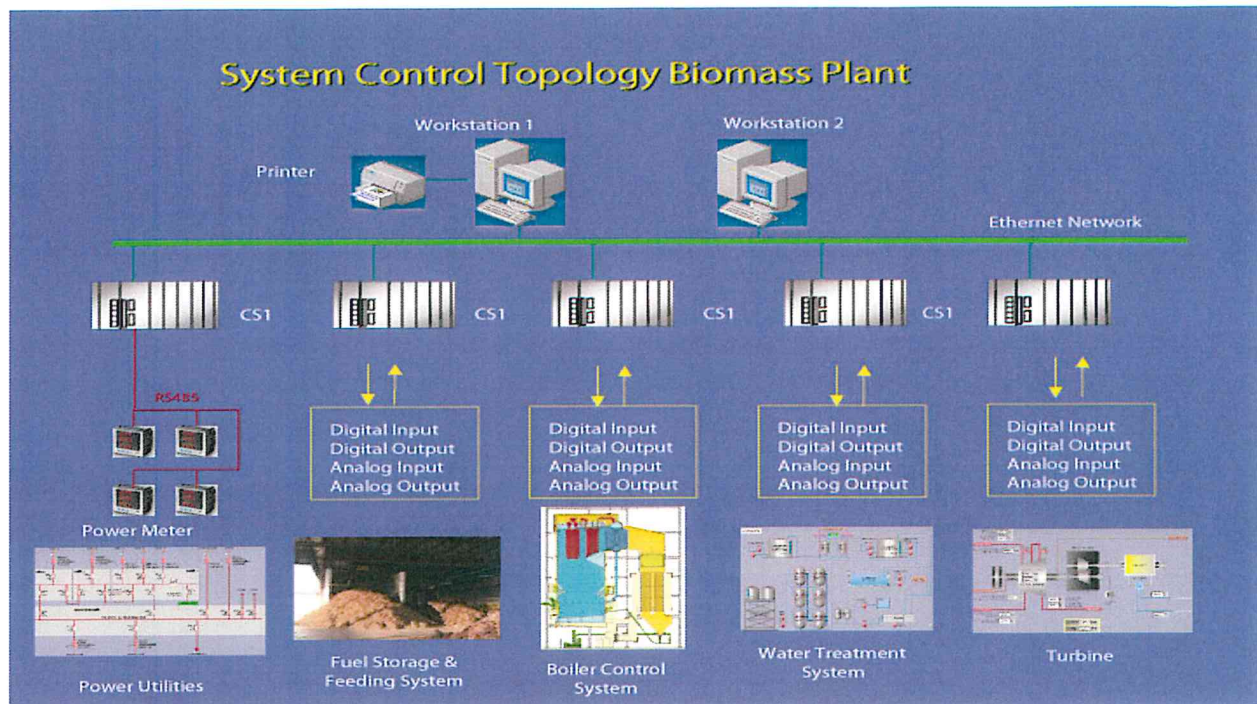 System Control Topology Biomass Plant
Workstation 1
Workstation 2
Printer
Ethernet Network
CS1
CS1
CS1
CS1
RS485
Digital Input
Digital Output
Analog Input
Analog Output
Digital Input
Digital Output
Analog Input
Analog Output
Digital Input
Digital Output
Analog Input
Analog Output
Digital Input
Digital Output
Analog Input
Analog Output
Power Meter
Power Utilities
Fuel Storage &
Feeding System
Boiler Control
System
Water Treatment
System
Turbine